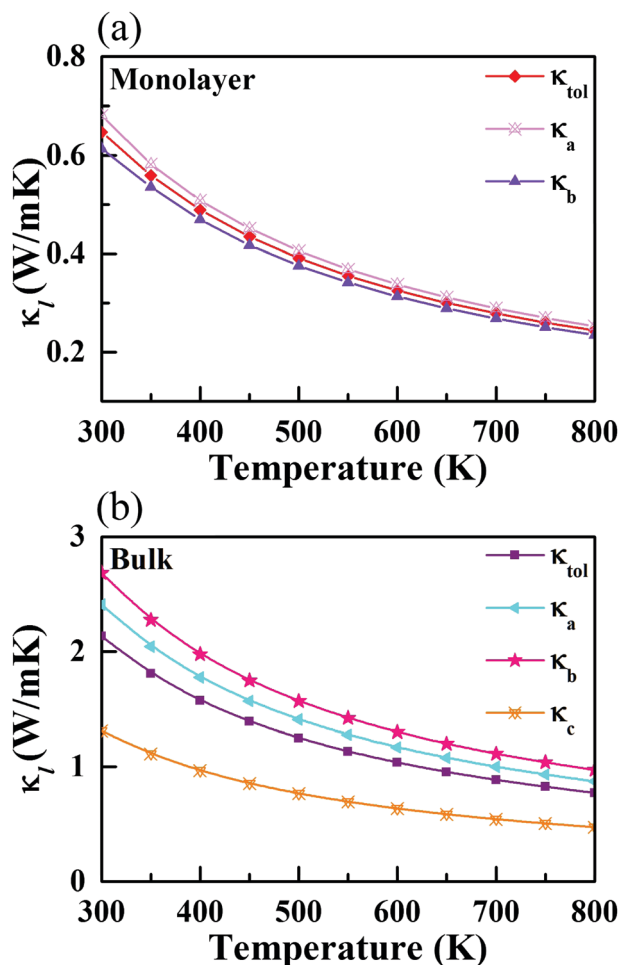 (a)
Monolayer
κtol
κa
κb
0.8
0.6
0.4
0.2
κl (W/mK)
300 400 500 600 700 800
Temperature (K)
(b)
Bulk
κtol
κa
κb
κc
3
2
1
0
κl (W/mK)
300 400 500 600 700 800
Temperature (K)